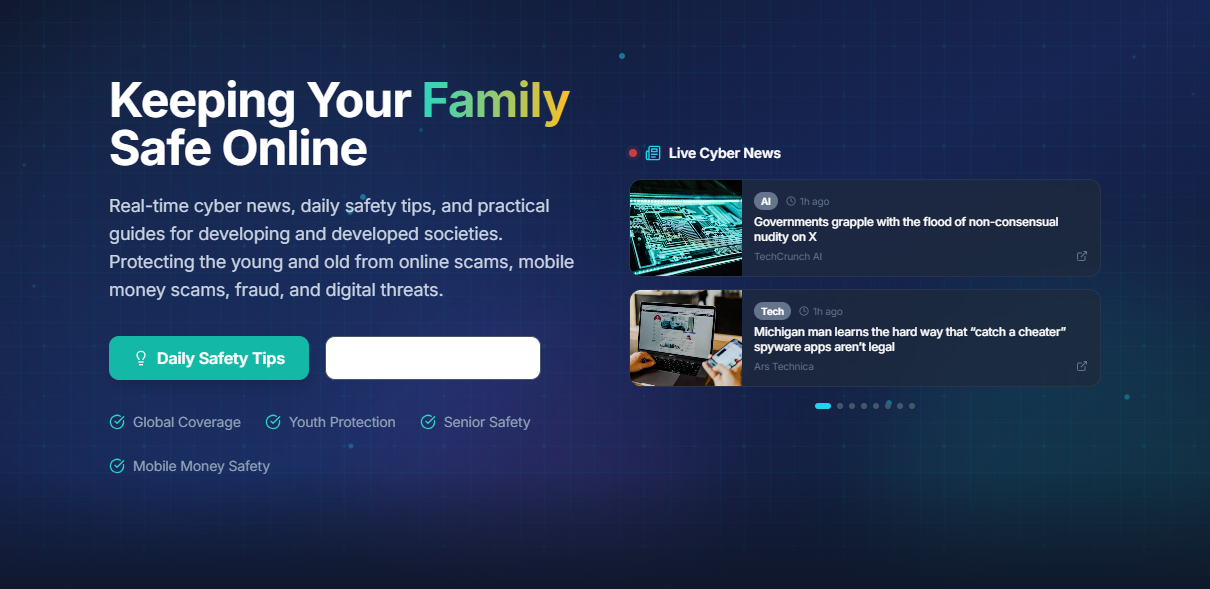 Keeping Your Family
Safe Online
Real-time cyber news, daily safety tips, and practical
guides for developing and developed societies.
Protecting the young and old from online scams, mobile
money scams, fraud, and digital threats.
Daily Safety Tips
Global Coverage
Youth Protection
Senior Safety
Mobile Money Safety
Live Cyber News
AI
1h ago
Governments grapple with the flood of non-consensual
nudity on X
TechCrunch AI
Tech
1h ago
Michigan man learns the hard way that “catch a cheater”
spyware apps aren’t legal
Ars Technica